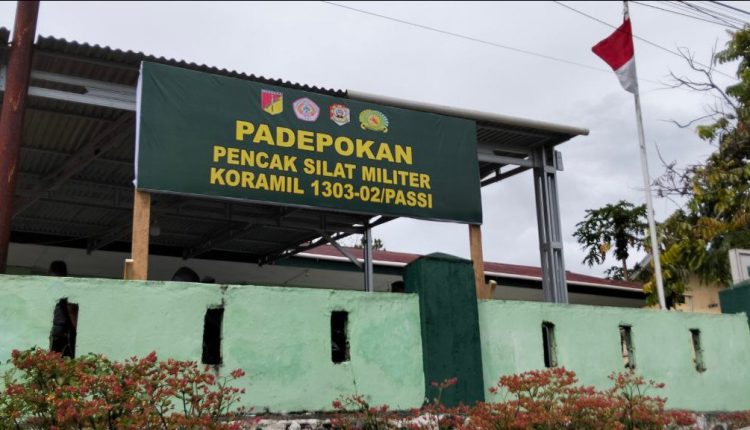 PADEPOKAN
PENCAK SILAT MILITER
KORAMIL 1303-02/PASSI